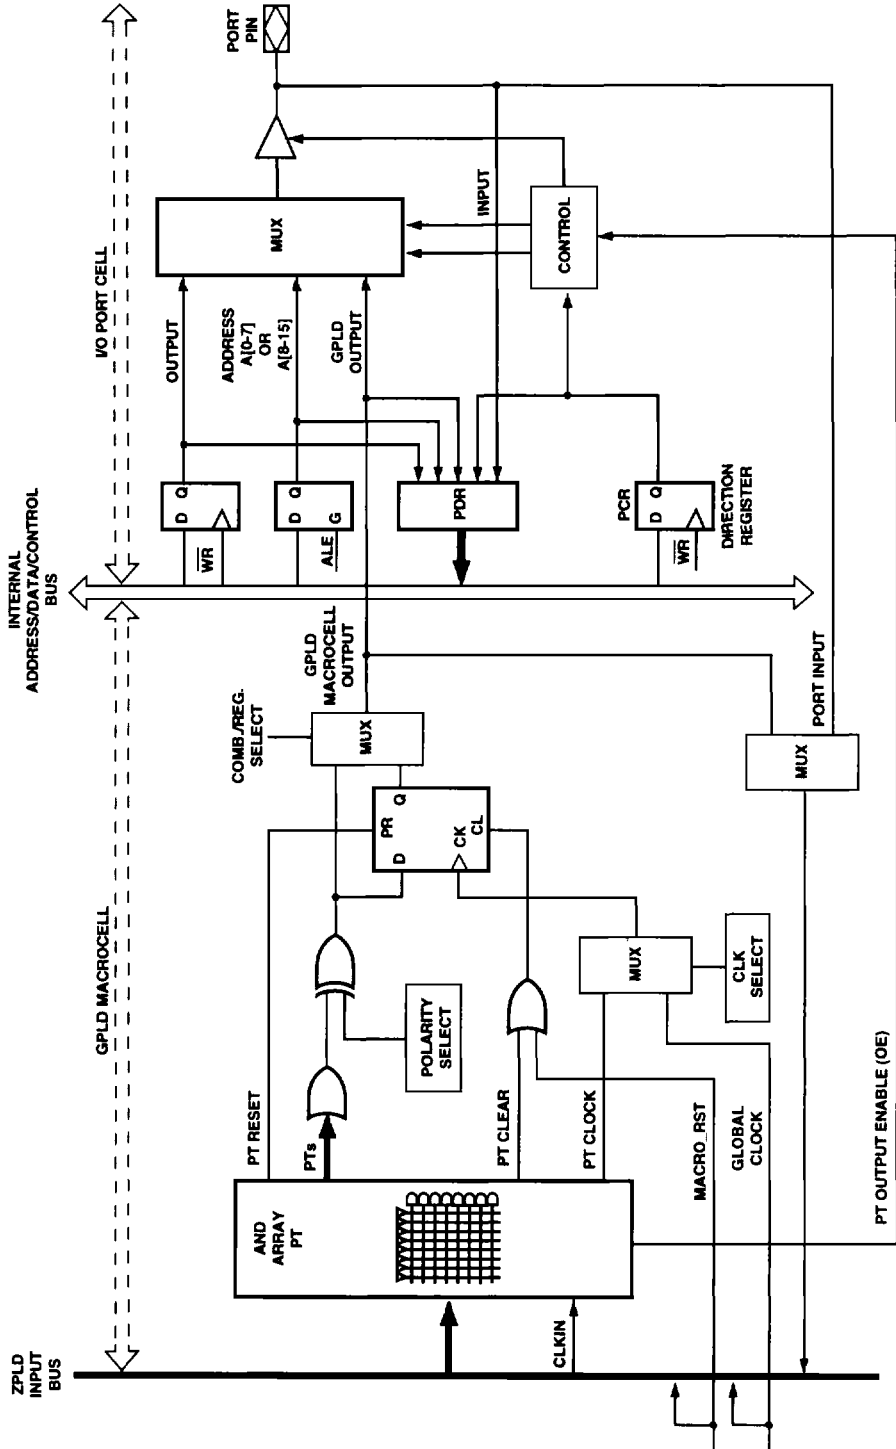 ZPLD
INPUT
BUS
GPLD MACROCELL
INTERNAL
ADDRESS/DATA/CONTROL
BUS
I/O PORT CELL
AND
ARRAY
PT
CLKIN
PT RESET
PTs
PT CLEAR
PT CLOCK
MACRO_RST
GLOBAL
CLOCK
PT OUTPUT ENABLE (OE)
POLARITY
SELECT
MUX
CLK
SELECT
PR
D
Q
CK
CL
COMB./REG.
SELECT
MUX
GPLD
MACROCELL
OUTPUT
MUX
PORT INPUT
D Q
WR
D Q
G
ALE
PDR
PCR
D Q
WR
DIRECTION
REGISTER
OUTPUT
ADDRESS
A[0-7]
OR
A[8-15]
GPLD
OUTPUT
MUX
INPUT
CONTROL
PORT
PIN